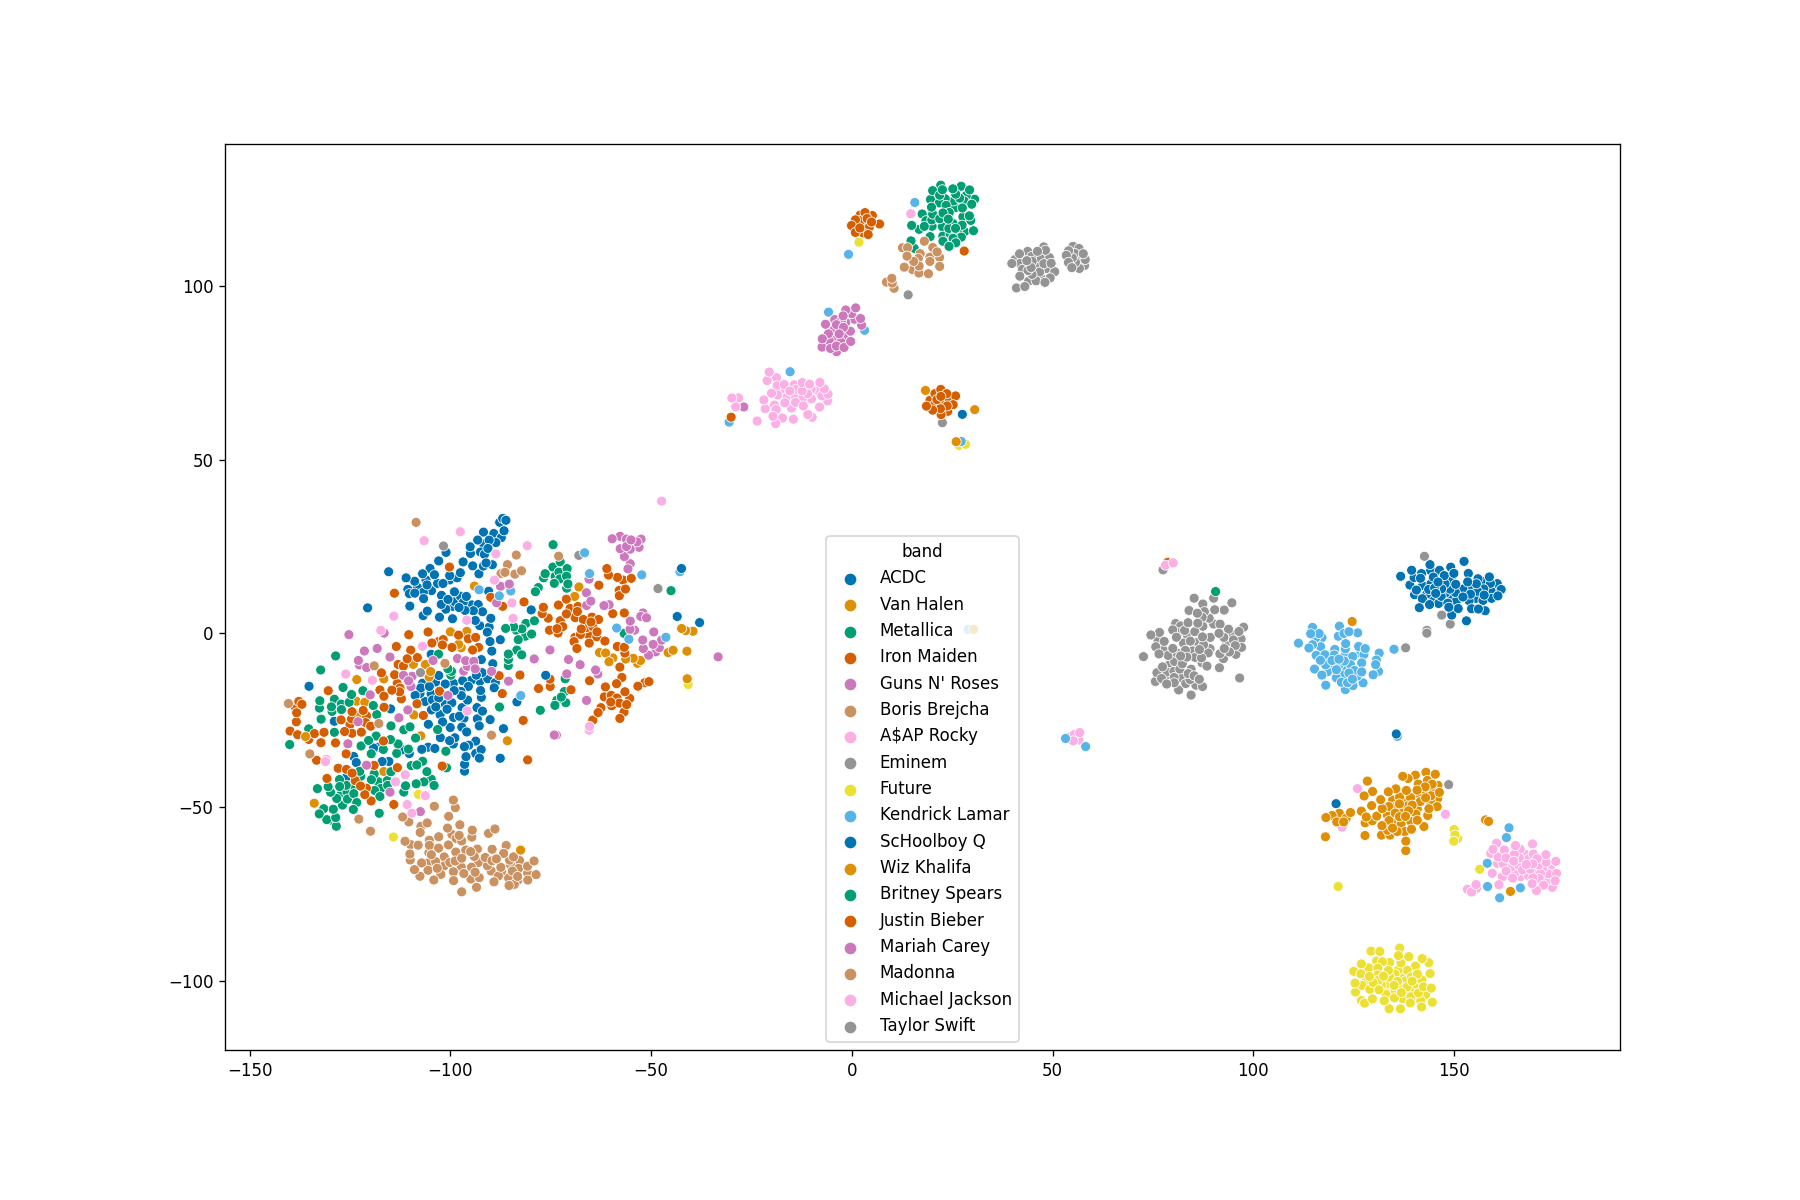 100
50
0
−50
−100
band
ACDC
Van Halen
Metallica
Iron Maiden
Guns N' Roses
Boris Brejcha
A$AP Rocky
Eminem
Future
Kendrick Lamar
ScHoolboy Q
Wiz Khalifa
Britney Spears
Justin Bieber
Mariah Carey
Madonna
Michael Jackson
Taylor Swift
−150 −100 −50 0 50 100 150